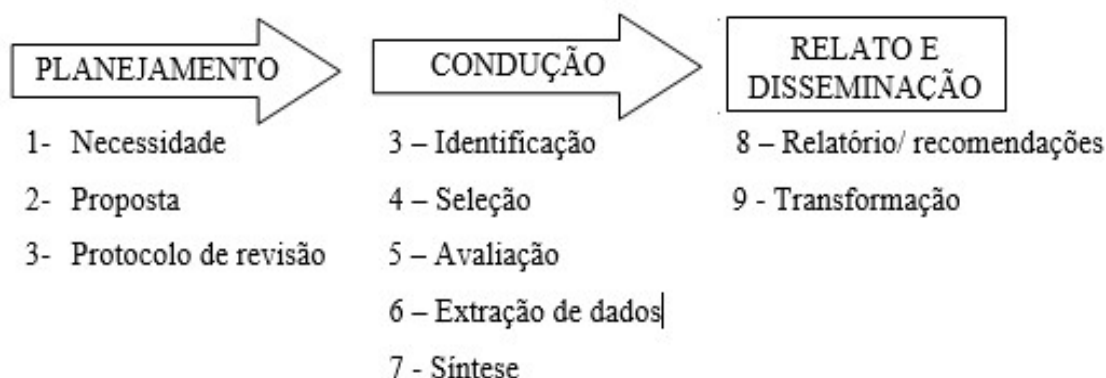 PLANEJAMENTO
1- Necessidade
2- Proposta
3- Protocolo de revisão
CONDUÇÃO
3 – Identificação
4 – Seleção
5 – Avaliação
6 – Extração de dados
7 - Síntese
RELATO E
DISSEMINAÇÃO
8 – Relatório/ recomendações
9 - Transformação